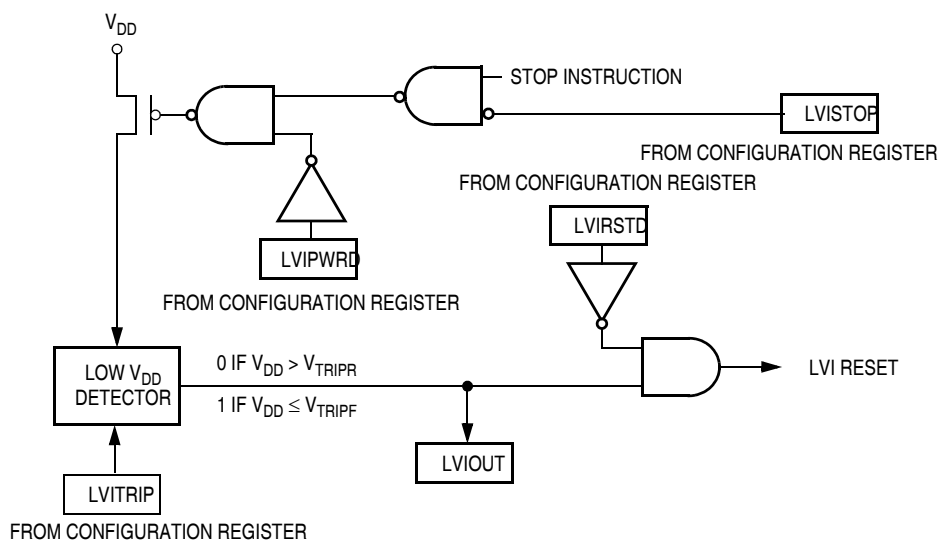 VDD
STOP INSTRUCTION
LVISTOP
FROM CONFIGURATION REGISTER
FROM CONFIGURATION REGISTER
LVIRSTD
LVIPWRD
FROM CONFIGURATION REGISTER
LOW VDD
DETECTOR
0 IF VDD > VTRIPR
1 IF VDD ≤ VTRIPF
LVI RESET
LVIOUT
LVITRIP
FROM CONFIGURATION REGISTER